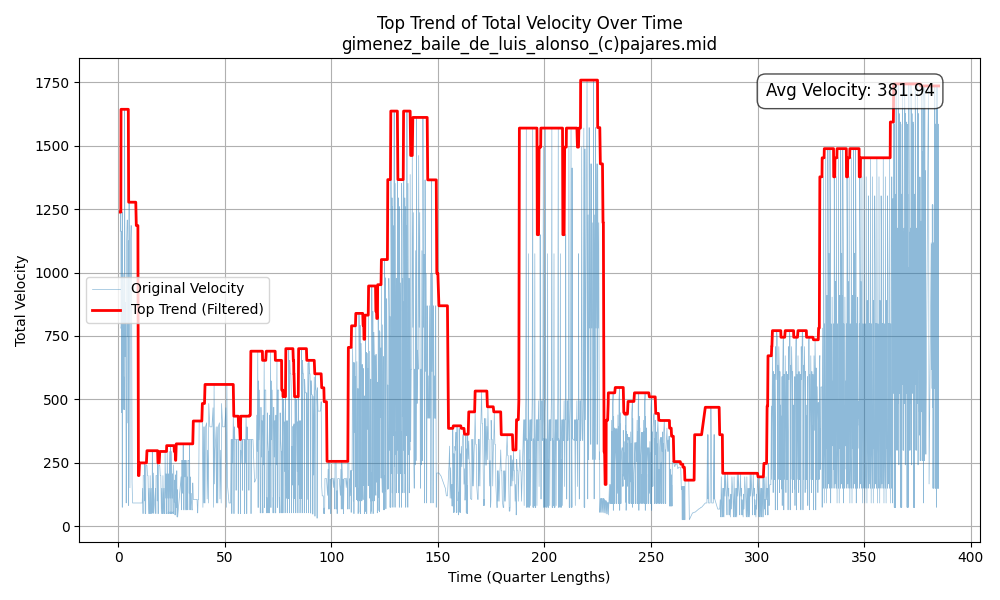 Top Trend of Total Velocity Over Time
gimenez_baile_de_luis_alonso_(c)pajares.mid
Avg Velocity: 381.94
Total Velocity
1750
1500
1250
1000
750
500
250
0
Original Velocity
Top Trend (Filtered)
0 50 100 150 200 250 300 350 400
Time (Quarter Lengths)